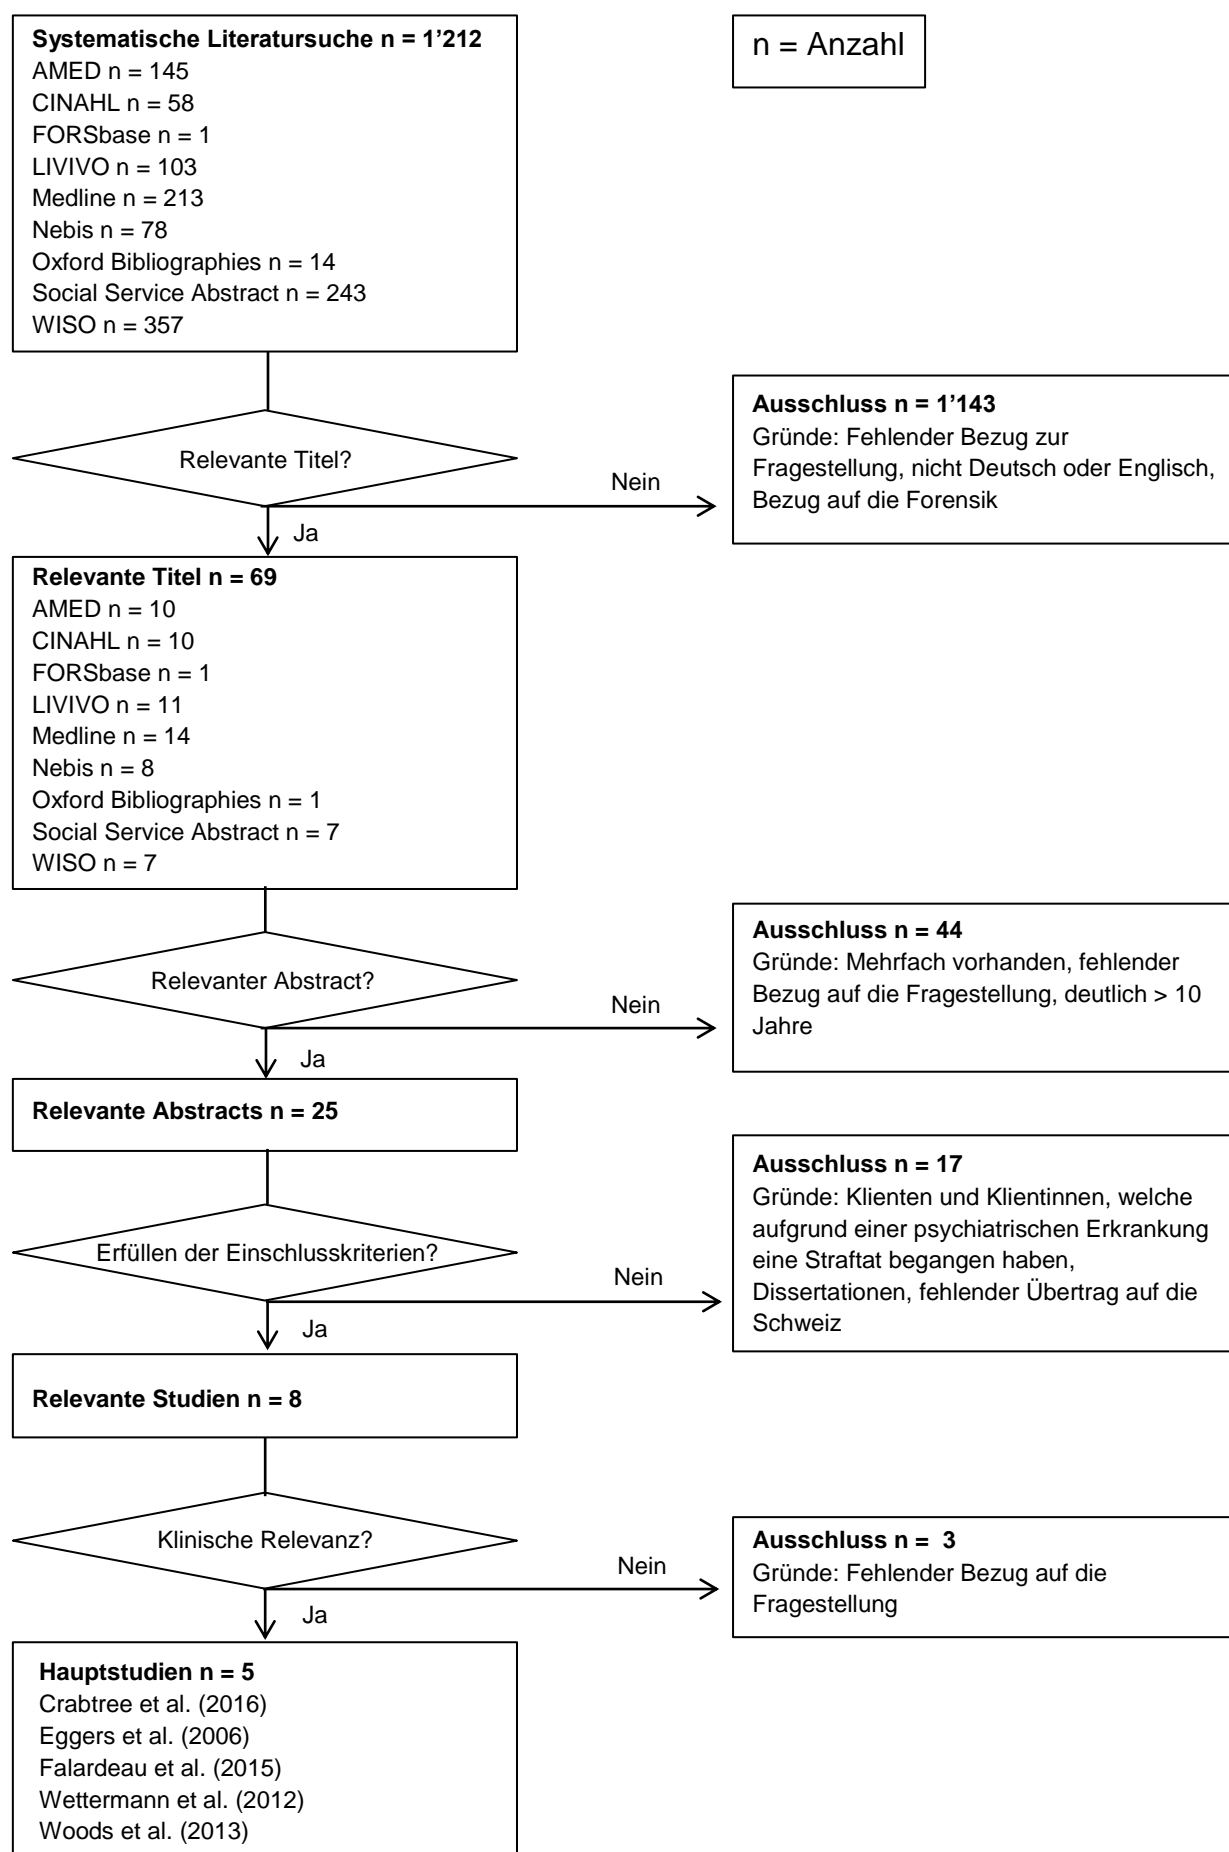 Systematische Literatursuche n = 1’212
AMED n = 145
CINAHL n = 58
FORSbase n = 1
LIVIVO n = 103
Medline n = 213
Nebis n = 78
Oxford Bibliographies n = 14
Social Service Abstract n = 243
WISO n = 357
n = Anzahl
Relevante Titel?
Nein
Ausschluss n = 1’143
Gründe: Fehlender Bezug zur
Fragestellung, nicht Deutsch oder Englisch,
Bezug auf die Forensik
Ja
Relevante Titel n = 69
AMED n = 10
CINAHL n = 10
FORSbase n = 1
LIVIVO n = 11
Medline n = 14
Nebis n = 8
Oxford Bibliographies n = 1
Social Service Abstract n = 7
WISO n = 7
Relevanter Abstract?
Nein
Ausschluss n = 44
Gründe: Mehrfach vorhanden, fehlender
Bezug auf die Fragestellung, deutlich > 10
Jahre
Ja
Relevante Abstracts n = 25
Erfüllen der Einschlusskriterien?
Nein
Ausschluss n = 17
Gründe: Klienten und Klientinnen, welche
aufgrund einer psychiatrischen Erkrankung
eine Straftat begangen haben,
Dissertationen, fehlender Übertrag auf die
Schweiz
Ja
Relevante Studien n = 8
Klinische Relevanz?
Nein
Ausschluss n =  3
Gründe: Fehlender Bezug auf die
Fragestellung
Ja
Hauptstudien n = 5
Crabtree et al. (2016)
Eggers et al. (2006)
Falardeau et al. (2015)
Wettermann et al. (2012)
Woods et al. (2013)